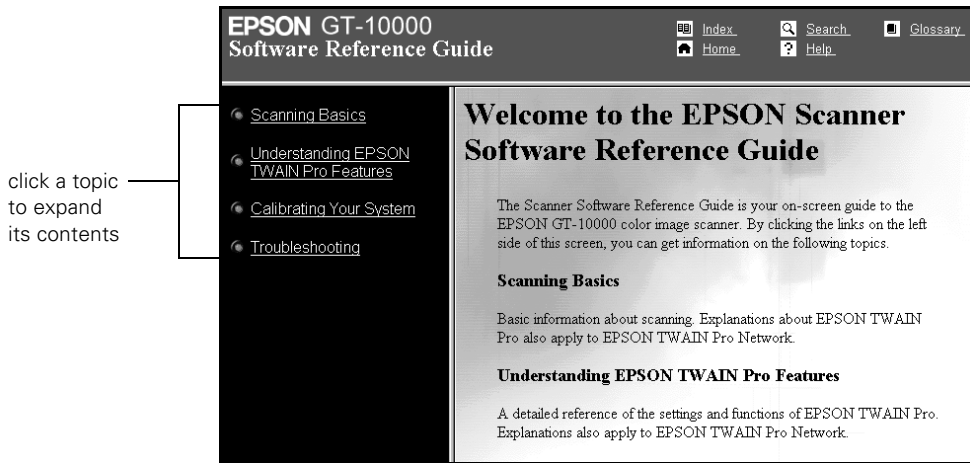 EPSON GT-10000
Software Reference Guide
Index
Search
Glossary
Home
? Help
click a topic
to expand
its contents
Scanning Basics
Understanding EPSON
TWAIN Pro Features
Calibrating Your System
Troubleshooting
Welcome to the EPSON Scanner
Software Reference Guide
The Scanner Software Reference Guide is your on-screen guide to the
EPSON GT-10000 color image scanner. By clicking the links on the left
side of this screen, you can get information on the following topics.
Scanning Basics
Basic information about scanning. Explanations about EPSON TWAIN
Pro also apply to EPSON TWAIN Pro Network.
Understanding EPSON TWAIN Pro Features
A detailed reference of the settings and functions of EPSON TWAIN Pro.
Explanations also apply to EPSON TWAIN Pro Network.